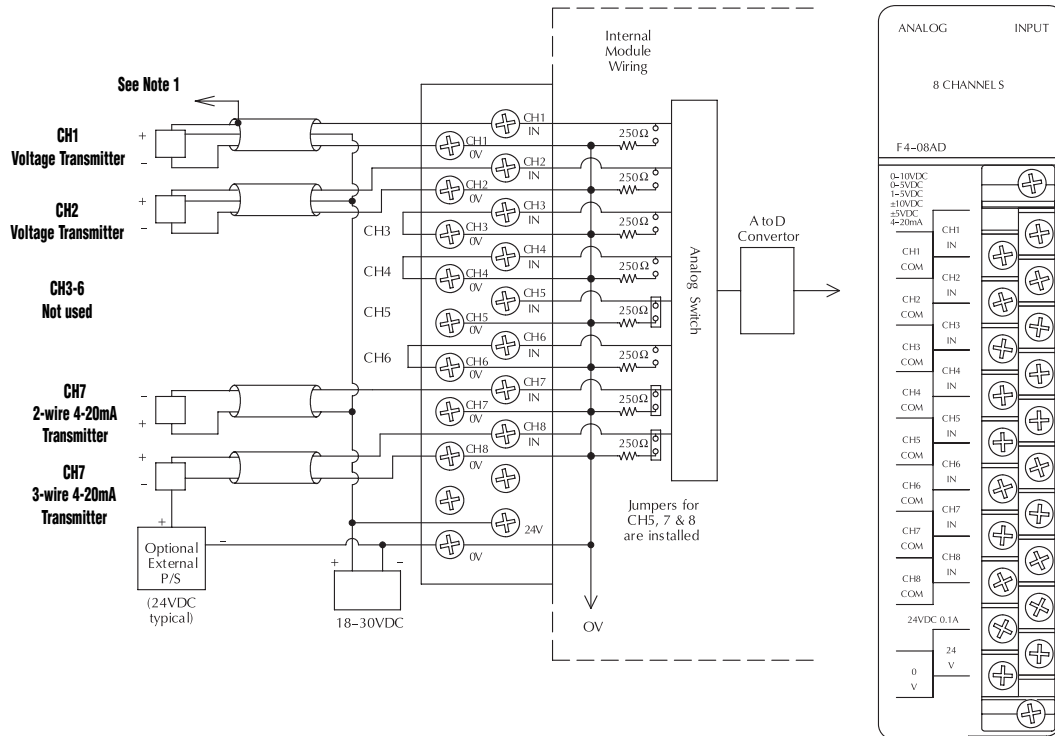 See Note 1
CH1
Voltage Transmitter
+
–
CH2
Voltage Transmitter
+
–
CH3-6
Not used
CH7
2-wire 4-20mA
Transmitter
–
+
CH7
3-wire 4-20mA
Transmitter
+
–
+
–
Optional
External
P/S
(24VDC
typical)
+
–
18–30VDC
CH3
CH4
CH5
CH6
CH1
IN
CH1
0V
CH2
IN
CH2
0V
CH3
IN
CH3
0V
CH4
IN
CH4
0V
CH5
IN
CH5
0V
CH6
IN
CH6
0V
CH7
IN
CH7
0V
CH8
IN
CH8
0V
24V
0V
Internal
Module
Wiring
250Ω
250Ω
250Ω
250Ω
250Ω
250Ω
250Ω
250Ω
Analog Switch
A to D
Convertor
Jumpers for
CH5, 7 & 8
are installed
OV
ANALOG INPUT
8 CHANNELS
F4–08AD
0–10VDC
0–5VDC
1–5VDC
±10VDC
±5VDC
4–20mA
CH1
IN
CH1
COM
CH2
IN
CH2
COM
CH3
IN
CH3
COM
CH4
IN
CH4
COM
CH5
IN
CH5
COM
CH6
IN
CH6
COM
CH7
IN
CH7
COM
CH8
IN
CH8
COM
24VDC 0.1A
24
V
0
V